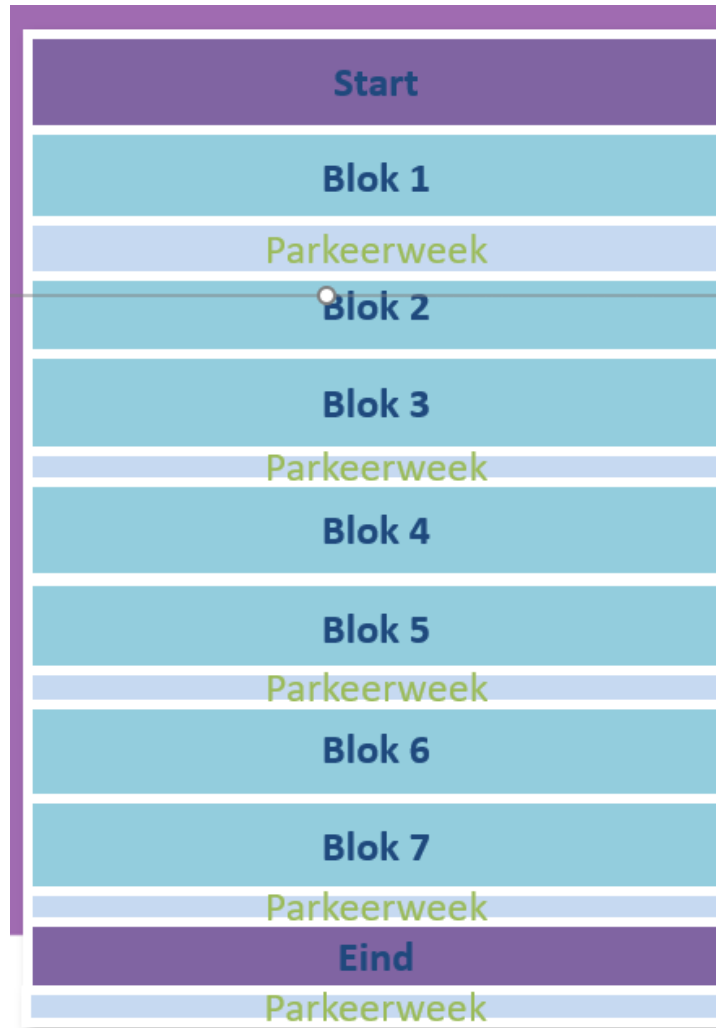 Start
Blok 1
Parkeerweek
Blok 2
Blok 3
Parkeerweek
Blok 4
Blok 5
Parkeerweek
Blok 6
Blok 7
Parkeerweek
Eind
Parkeerweek